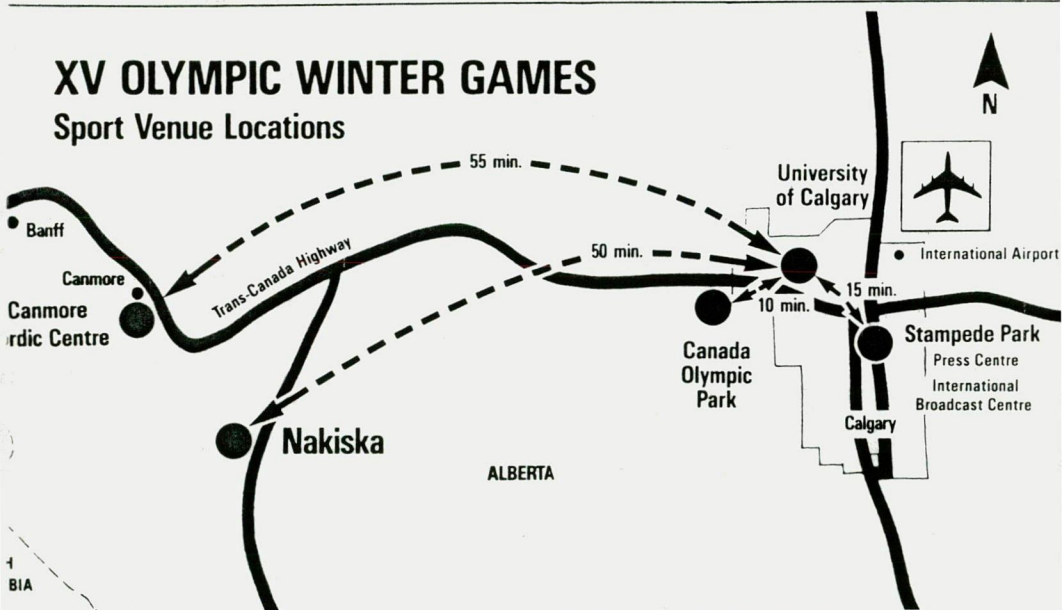 XV OLYMPIC WINTER GAMES
Sport Venue Locations
N
55 min.
University
of Calgary
Banff
50 min.
International Airport
Trans-Canada Highway
Canmore
15 min.
10 min.
Canmore
rdic Centre
Stampede Park
Press Centre
International
Broadcast Centre
Canada
Olympic
Park
Calgary
Nakiska
ALBERTA
H
BIA